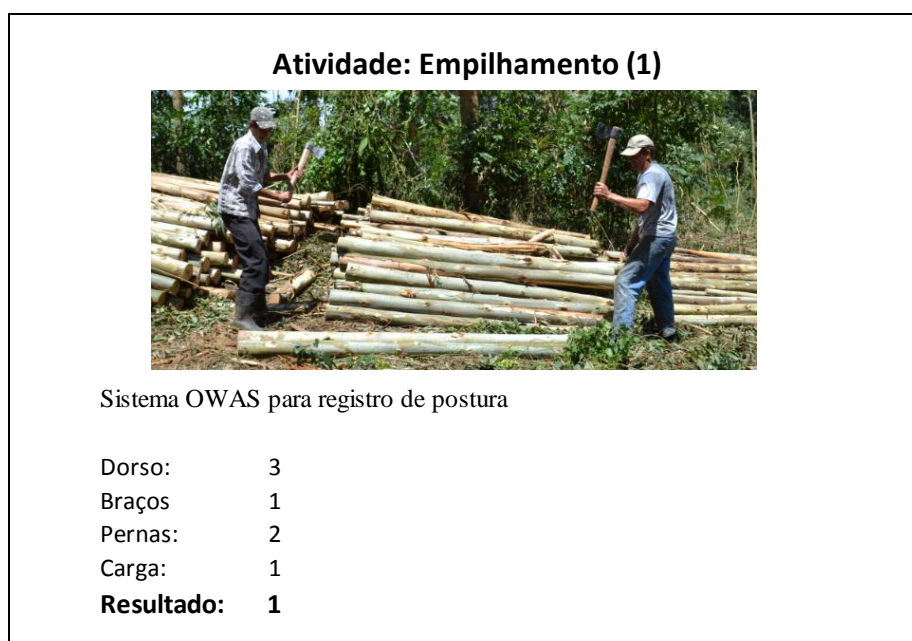 Atividade: Empilhamento (1)
Sistema OWAS para registro de postura
Dorso: 3
Braços 1
Pernas: 2
Carga: 1
Resultado: 1